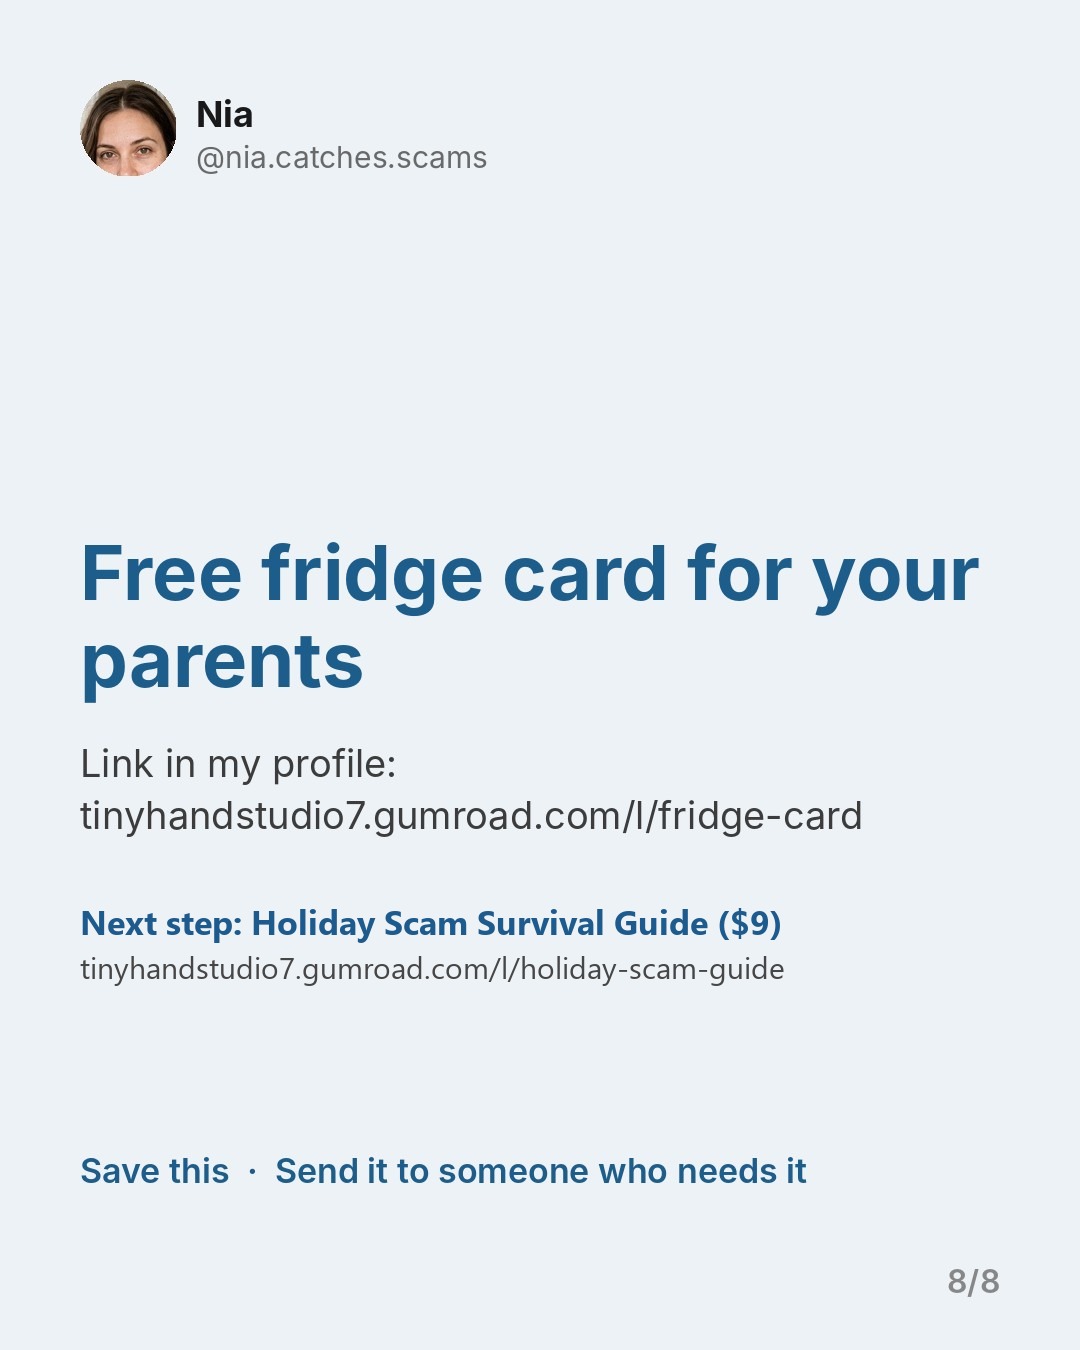 Nia
@nia.catches.scams
Free fridge card for your
parents
Link in my profile:
tinyhandstudio7.gumroad.com/l/fridge-card
Next step: Holiday Scam Survival Guide ($9)
tinyhandstudio7.gumroad.com/l/holiday-scam-guide
Save this · Send it to someone who needs it
8/8